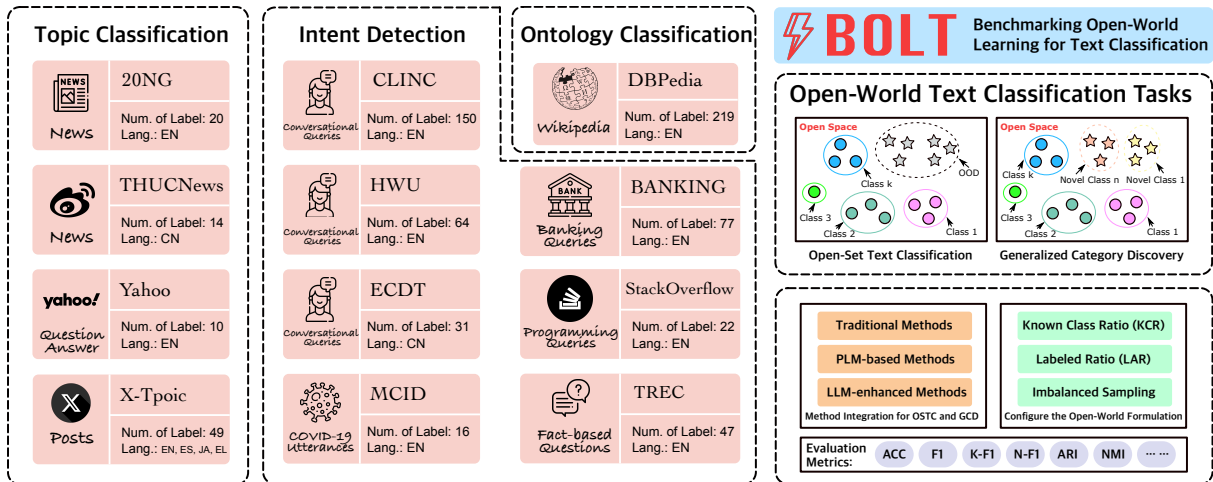 Topic Classification
NEWS
News
20NG
Num. of Label: 20
Lang.: EN
News
THUCNews
Num. of Label: 14
Lang.: CN
yahoo!
Question
Answer
Yahoo
Num. of Label: 10
Lang.: EN
X
Posts
X-Tpoic
Num. of Label: 49
Lang.: EN, ES, JA, EL
Intent Detection
Conversational
Queries
CLINC
Num. of Label: 150
Lang.: EN
Conversational
Queries
HWU
Num. of Label: 64
Lang.: EN
Conversational
Queries
ECDT
Num. of Label: 31
Lang.: CN
COVID-19
Utterances
MCID
Num. of Label: 16
Lang.: EN
Ontology Classification
Wikipedia
DBPedia
Num. of Label: 219
Lang.: EN
BANK
Banking
Queries
BANKING
Num. of Label: 77
Lang.: EN
Programming
Queries
StackOverflow
Num. of Label: 22
Lang.: EN
?
Fact-based
Questions
TREC
Num. of Label: 47
Lang.: EN
BOLT
Benchmarking Open-World
Learning for Text Classification
Open-World Text Classification Tasks
Open Space
Class k
OOD
Class 3
Class 2
Class 1
Open-Set Text Classification
Open Space
Class k
Novel Class n
Novel Class 1
Class 3
Class 2
Class 1
Generalized Category Discovery
Traditional Methods
PLM-based Methods
LLM-enhanced Methods
Method Integration for OSTC and GCD
Known Class Ratio (KCR)
Labeled Ratio (LAR)
Imbalanced Sampling
Configure the Open-World Formulation
Evaluation
Metrics:
ACC F1 K-F1 N-F1 ARI NMI ... ...